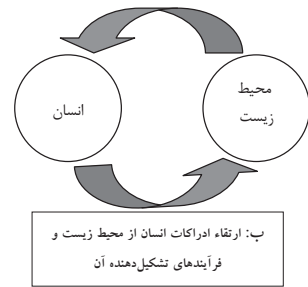 محیط
زیست
انسان
ب: ارتقاء ادراکات انسان از محیط زیست و
فرآیندهای تشکیل‌دهنده آن